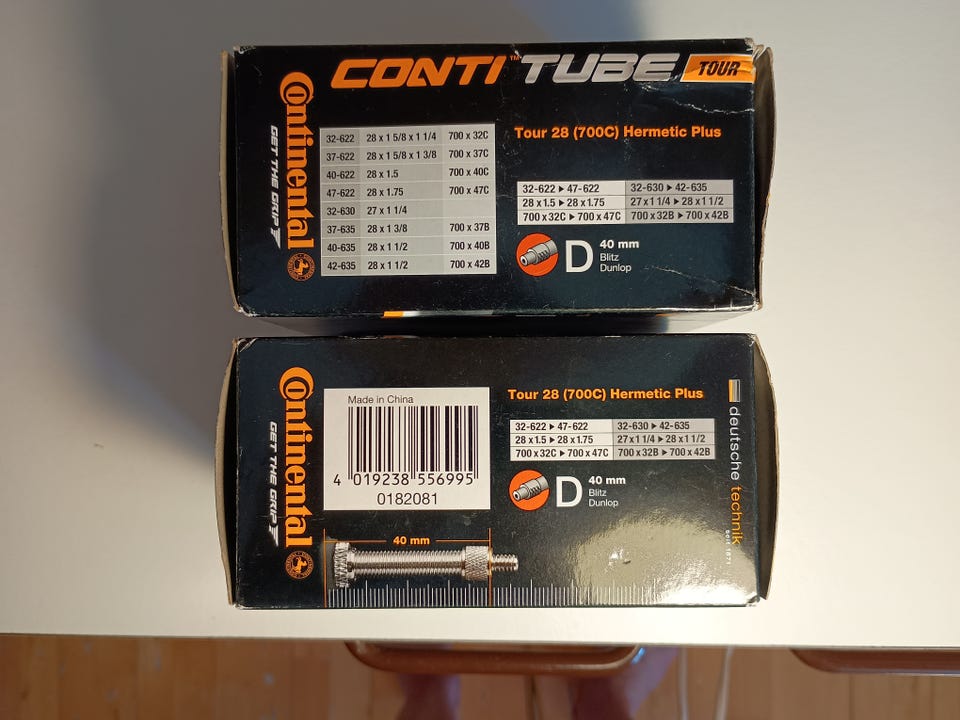 CONTI™ TUBE TOUR
Continental
GET THE GRIP
32-622 28 x 1 5/8 x 1 1/4 700 x 32C
37-622 28 x 1 5/8 x 1 3/8 700 x 37C
40-622 28 x 1.5 700 x 40C
47-622 28 x 1.75 700 x 47C
32-630 27 x 1 1/4
37-635 28 x 1 3/8 700 x 37B
40-635 28 x 1 1/2 700 x 40B
42-635 28 x 1 1/2 700 x 42B
Tour 28 (700C) Hermetic Plus
32-622 ▸ 47-622 32-630 ▸ 42-635
28 x 1.5 ▸ 28 x 1.75 27 x 1 1/4 ▸ 28 x 1 1/2
700 x 32C ▸ 700 x 47C 700 x 32B ▸ 700 x 42B
D
40 mm
Blitz
Dunlop
Continental
GET THE GRIP
Made in China
4 019238 556995
0182081
40 mm
Tour 28 (700C) Hermetic Plus
32-622 ▸ 47-622 32-630 ▸ 42-635
28 x 1.5 ▸ 28 x 1.75 27 x 1 1/4 ▸ 28 x 1 1/2
700 x 32C ▸ 700 x 47C 700 x 32B ▸ 700 x 42B
D
40 mm
Blitz
Dunlop
deutsche technik